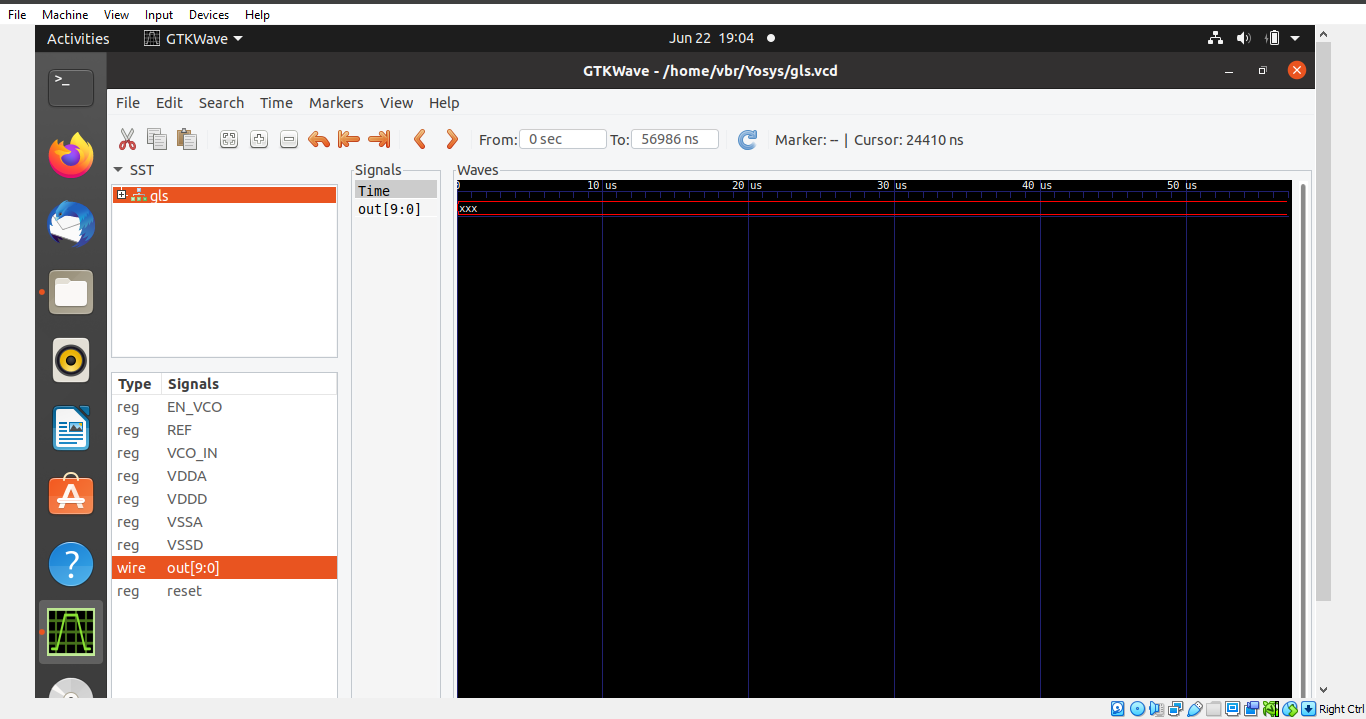 File Machine View Input Devices Help
Activities GTKWave Jun 22 19:04
GTKWave - /home/vbr/Yosys/gls.vcd
File Edit Search Time Markers View Help
From: 0 sec To: 56986 ns Marker: -- | Cursor: 24410 ns
SST
gls
Type Signals
reg EN_VCO
reg REF
reg VCO_IN
reg VDDA
reg VDDD
reg VSSA
reg VSSD
wire out[9:0]
reg reset
Signals
Time
out[9:0]
Waves
0 10 us 20 us 30 us 40 us 50 us
xxx
Right Ctrl